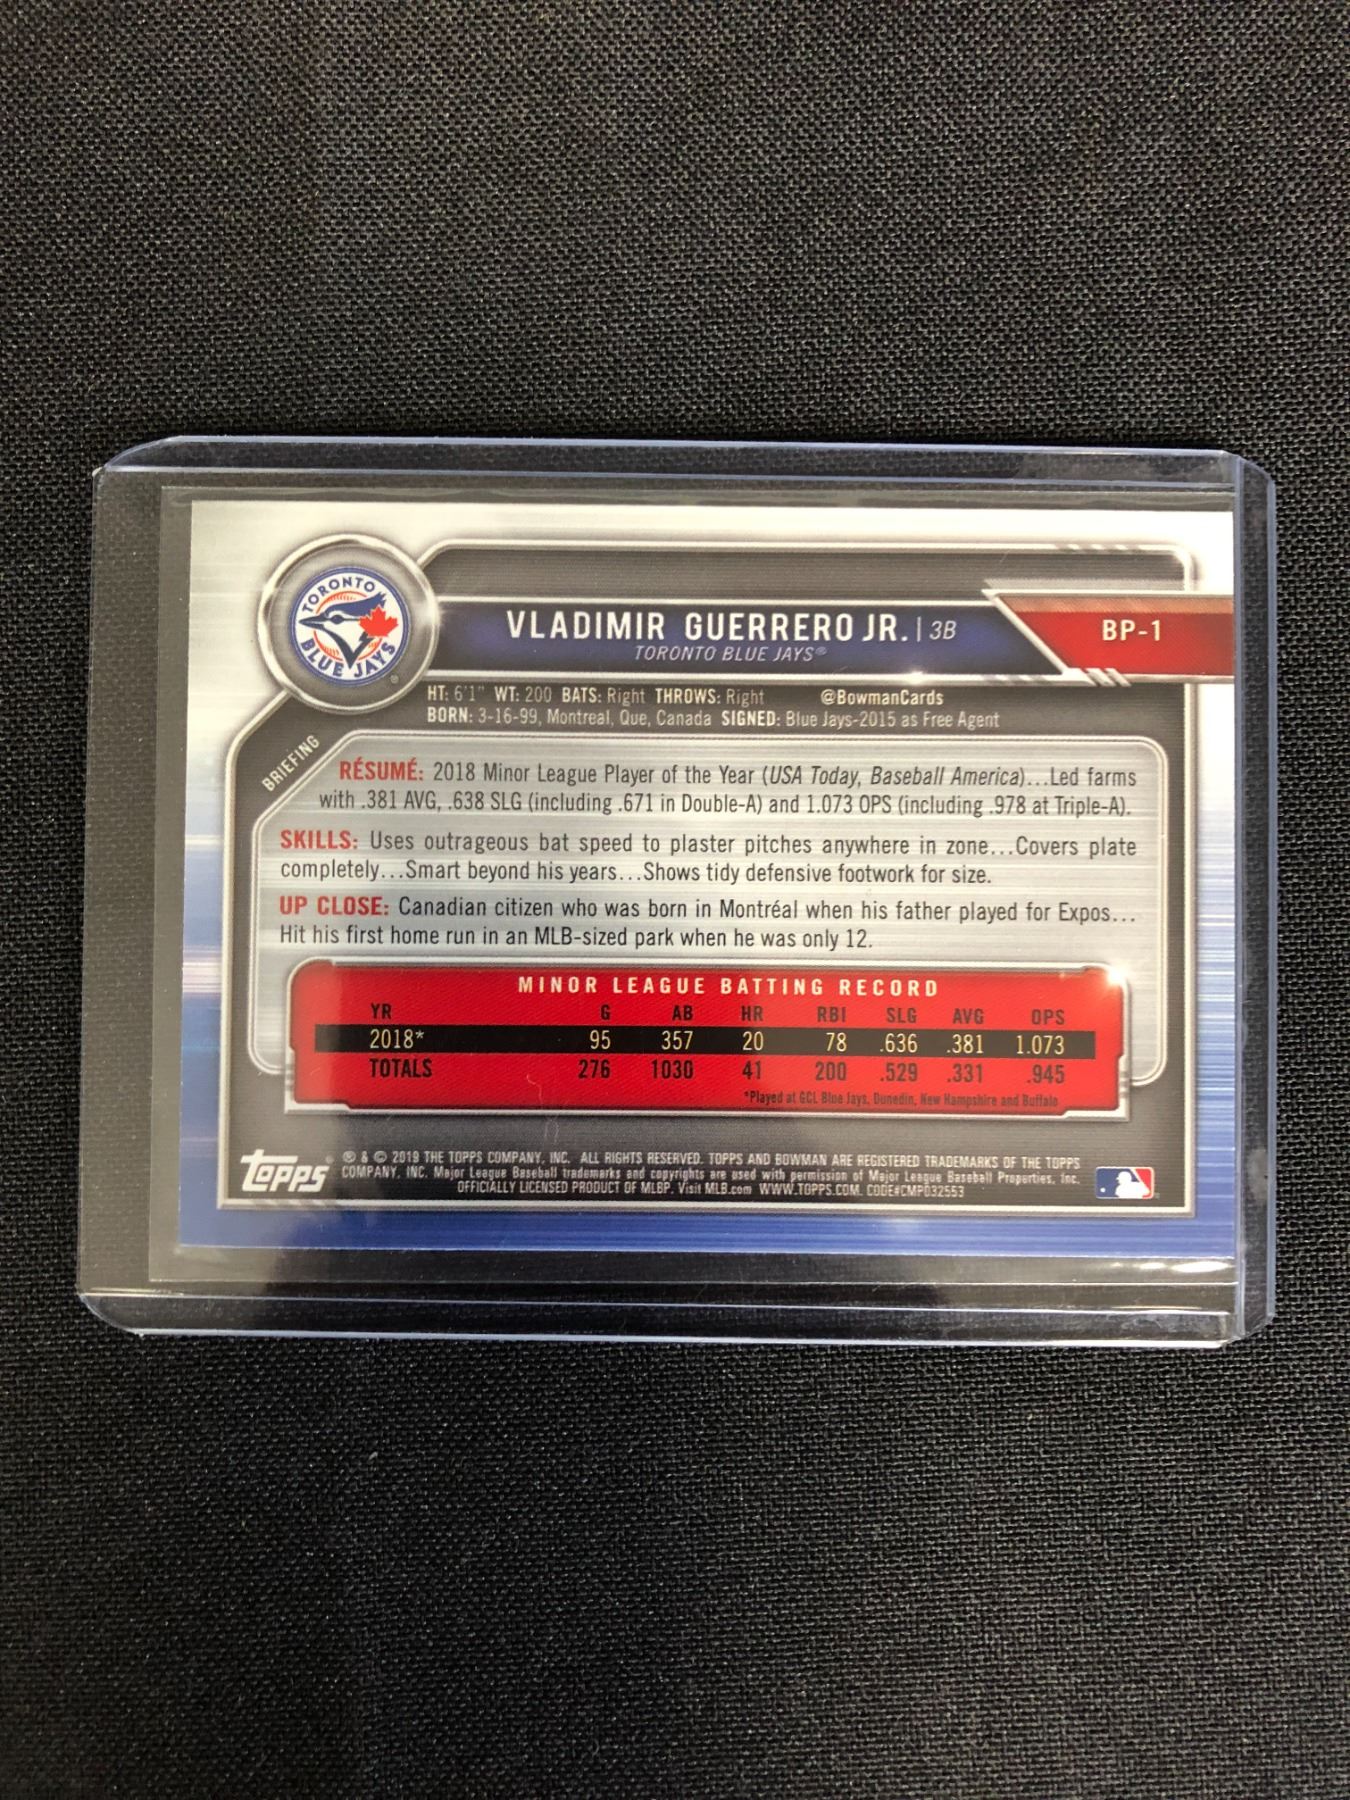 TORONTO
BLUE JAYS®
VLADIMIR GUERRERO JR. | 3B
TORONTO BLUE JAYS®
BP-1
HT: 6'1" WT: 200 BATS: Right THROWS: Right @BowmanCards
BORN: 3-16-99, Montreal, Que, Canada SIGNED: Blue Jays-2015 as Free Agent
BRIEFING
RÉSUMÉ: 2018 Minor League Player of the Year (USA Today, Baseball America)...Led farms
with .381 AVG, .638 SLG (including .671 in Double-A) and 1.073 OPS (including .978 at Triple-A).
SKILLS: Uses outrageous bat speed to plaster pitches anywhere in zone...Covers plate
completely...Smart beyond his years...Shows tidy defensive footwork for size.
UP CLOSE: Canadian citizen who was born in Montréal when his father played for Expos...
Hit his first home run in an MLB-sized park when he was only 12.
MINOR LEAGUE BATTING RECORD
YR G AB HR RBI SLG AVG OPS
2018* 95 357 20 78 .636 .381 1.073
TOTALS 276 1030 41 200 .529 .331 .945
*Played at GCL Blue Jays, Dunedin, New Hampshire and Buffalo
Topps ® & © 2019 THE TOPPS COMPANY, INC. ALL RIGHTS RESERVED. TOPPS AND BOWMAN ARE REGISTERED TRADEMARKS OF THE TOPPS
COMPANY, INC. Major League Baseball trademarks and copyrights are used with permission of Major League Baseball Properties, Inc.
OFFICIALLY LICENSED PRODUCT OF MLBP. Visit MLB.com WWW.TOPPS.COM. CODE#CMP032553